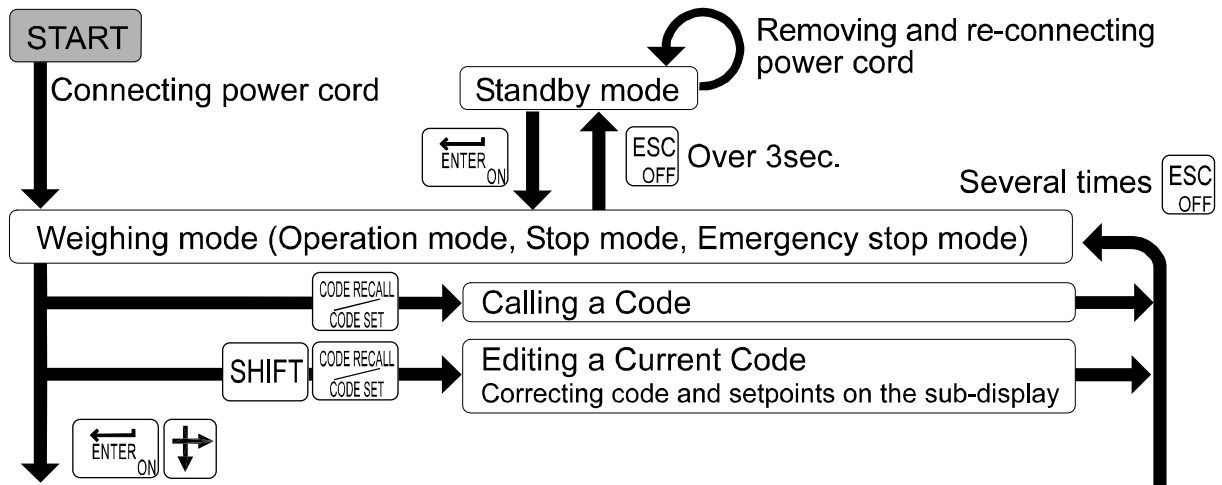 START
Connecting power cord
Removing and re-connecting
power cord
Standby mode
ENTER
ON
ESC
OFF
Over 3sec.
Several times
ESC
OFF
Weighing mode (Operation mode, Stop mode, Emergency stop mode)
CODE RECALL
CODE SET
Calling a Code
SHIFT
CODE RECALL
CODE SET
Editing a Current Code
Correcting code and setpoints on the sub-display
ENTER
ON